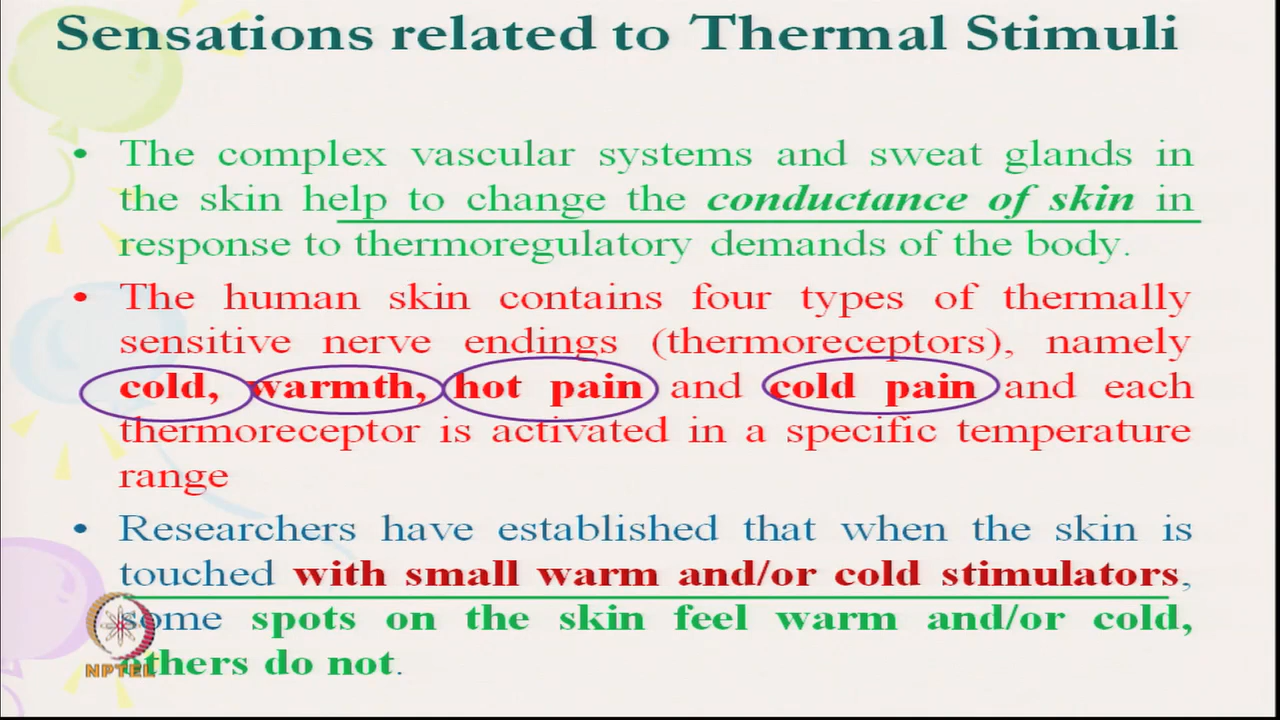 Sensations related to Thermal Stimuli
• The complex vascular systems and sweat glands in
the skin help to change the conductance of skin in
response to thermoregulatory demands of the body.
• The human skin contains four types of thermally
sensitive nerve endings (thermoreceptors), namely
cold, warmth, hot pain and cold pain and each
thermoreceptor is activated in a specific temperature
range
• Researchers have established that when the skin is
touched with small warm and/or cold stimulators,
some spots on the skin feel warm and/or cold,
others do not.
NPTEL